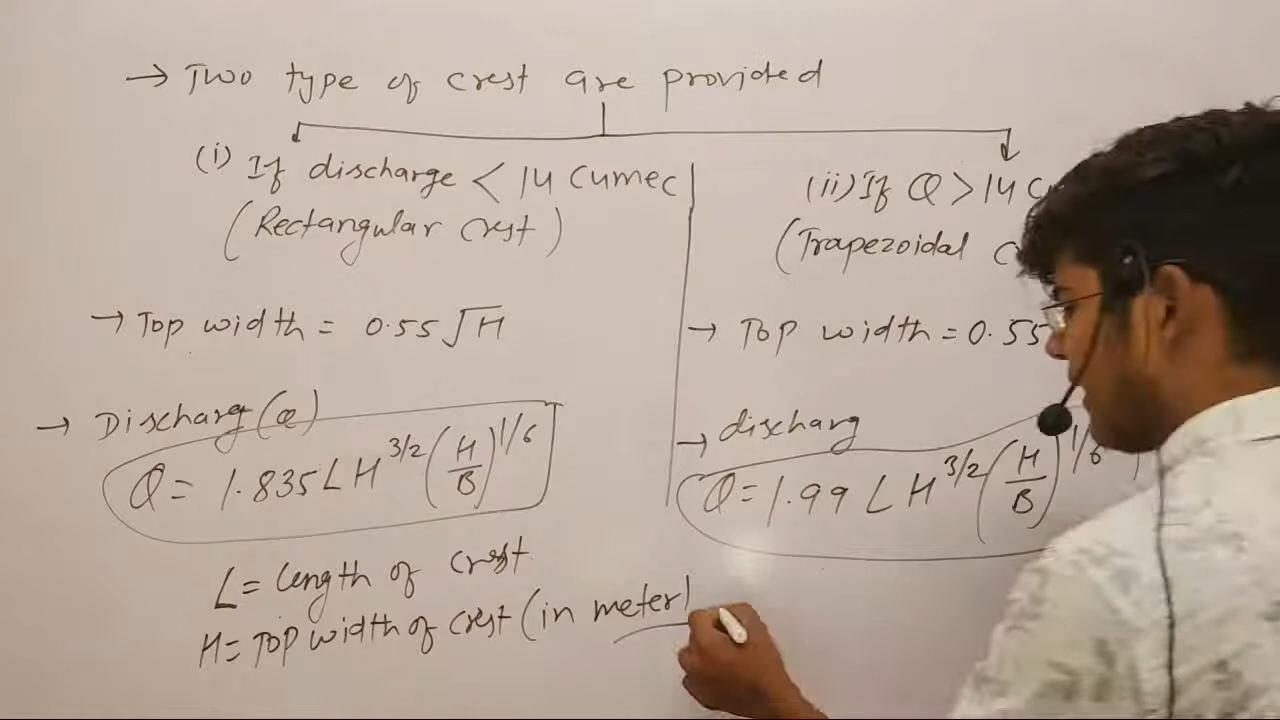 → Two type of crest are provided
(i) If discharge < 14 cumec
(Rectangular crest)
→ Top width = 0.55 √H
→ Discharg (Q)
Q = 1.835 L H^3/2 (H/B)^1/6
L = length of crest
H = Top width of crest (in meter)
(ii) If Q > 14 C
(Trapezoidal C
→ Top width = 0.55
→ discharg
Q = 1.99 L H^3/2 (H/B)^1/6